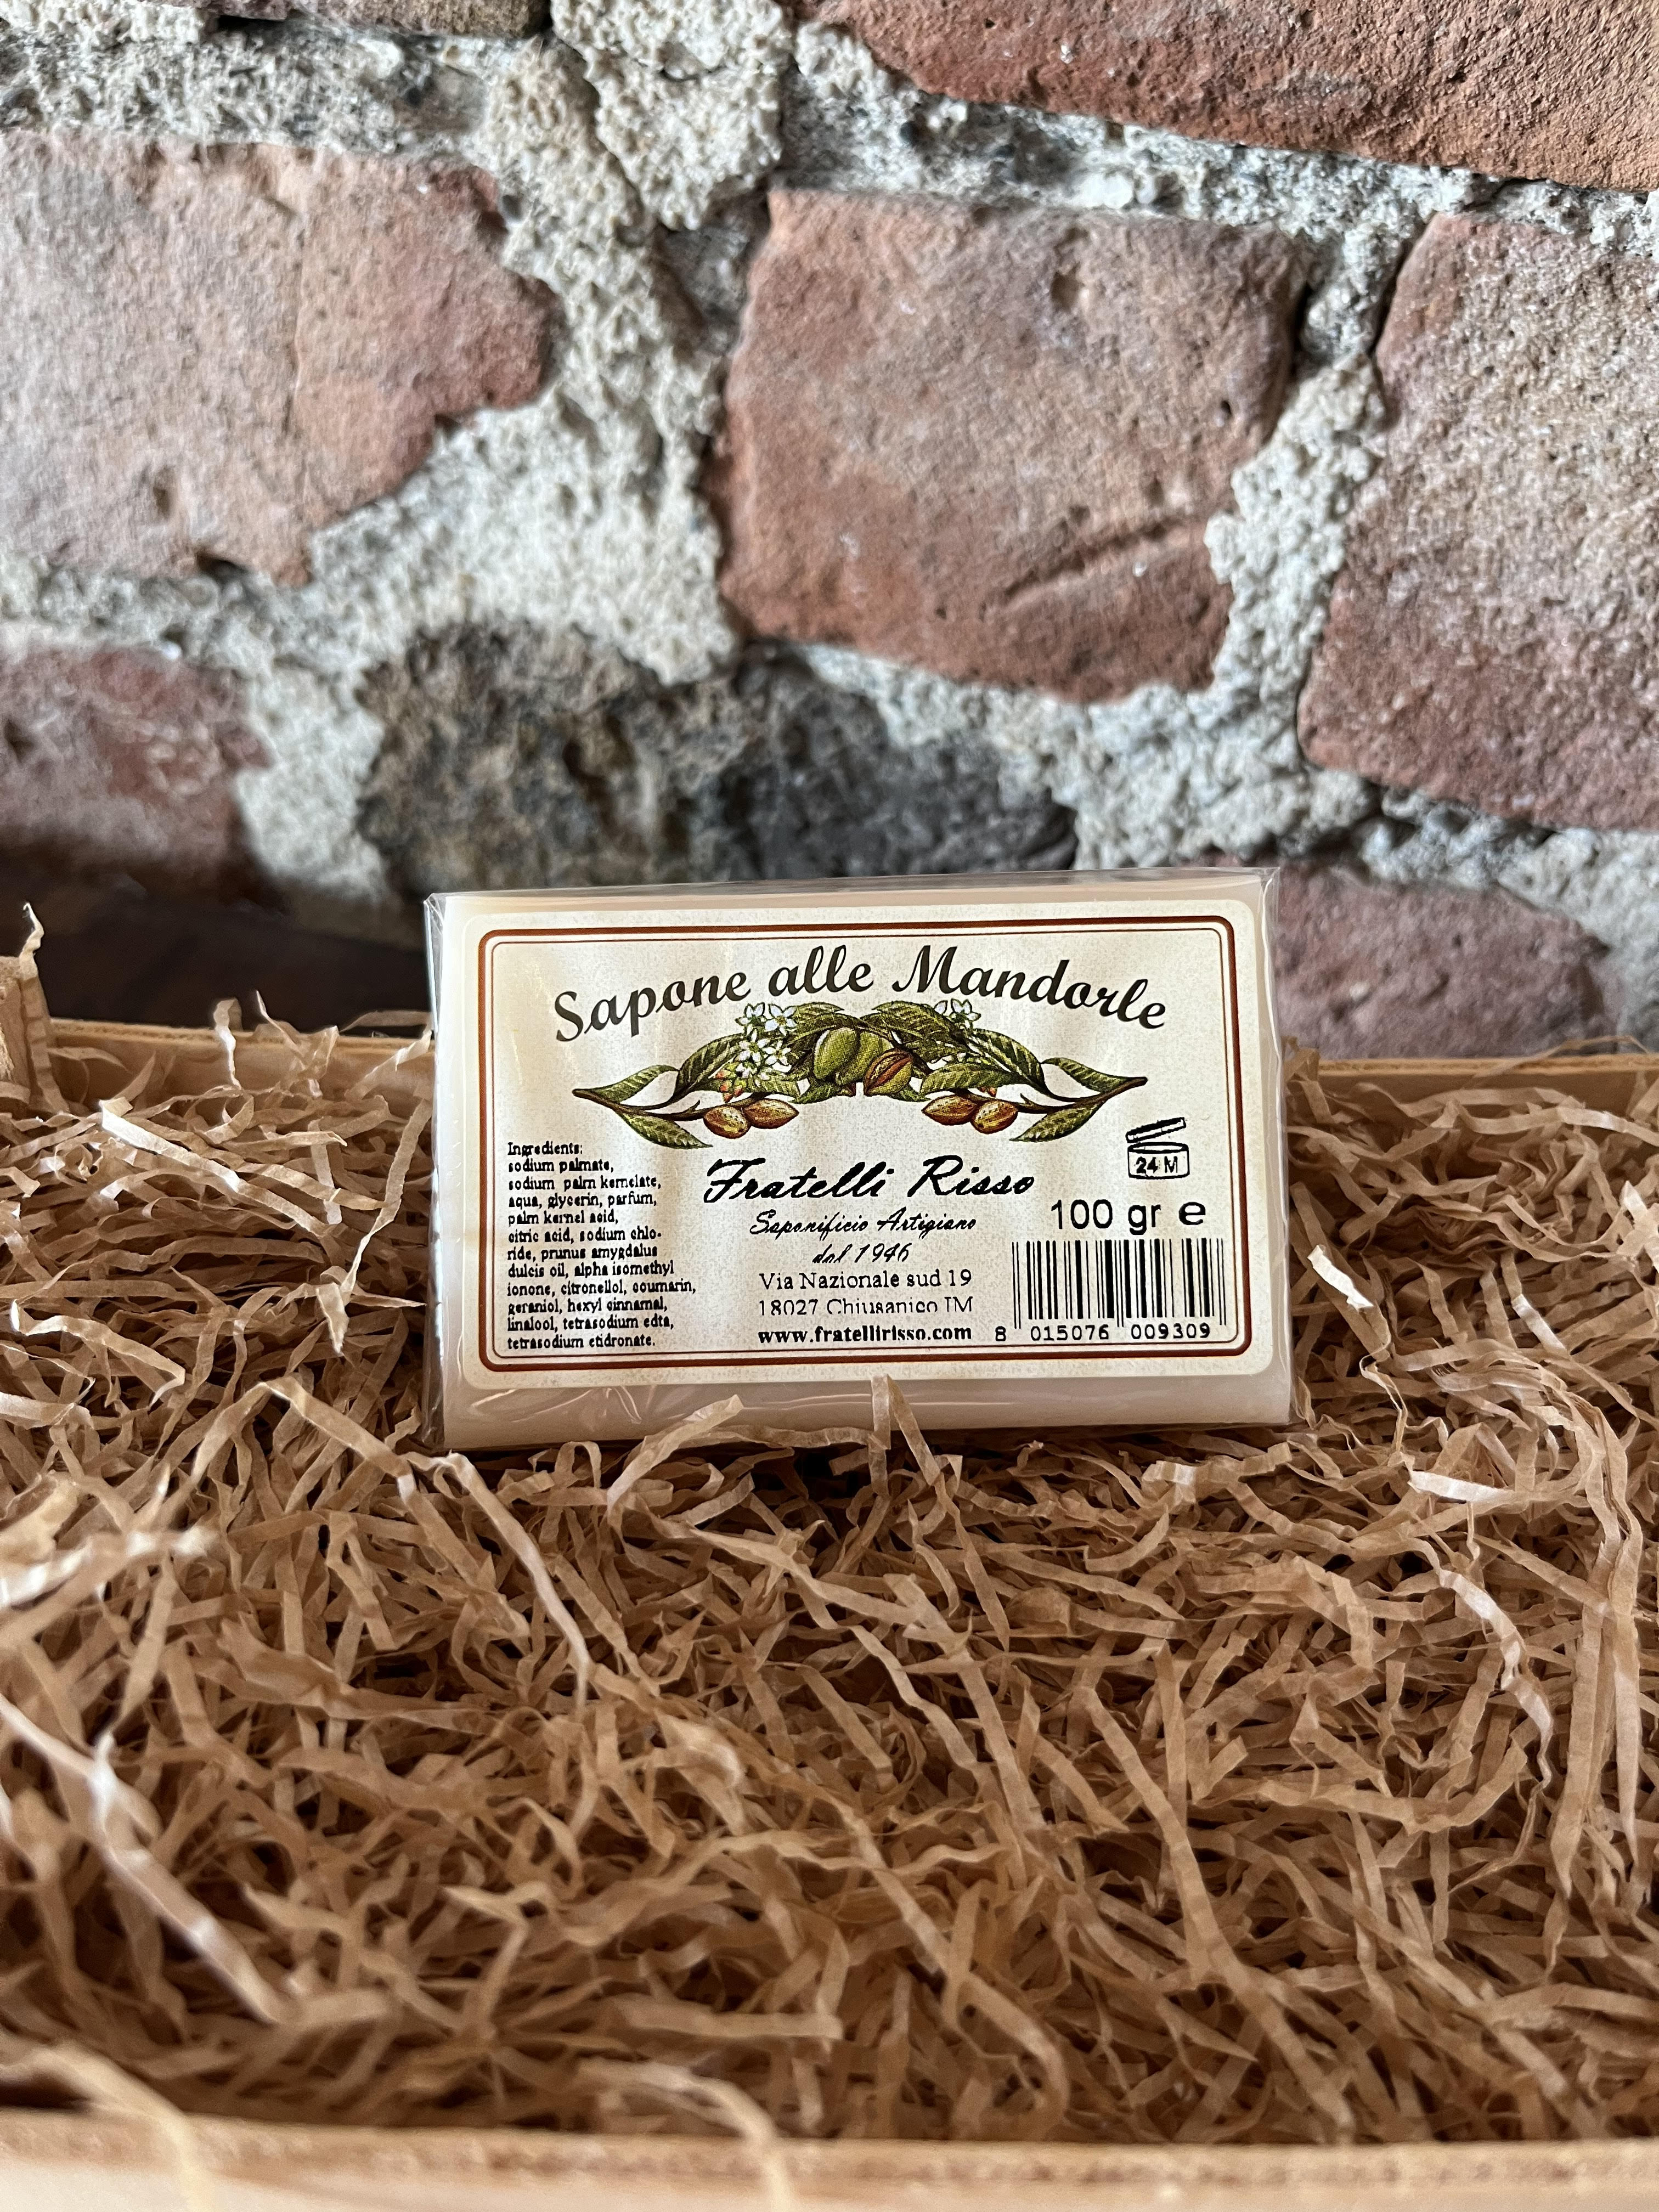 Sapone alle Mandorle
Ingredients:
sodium palmate,
sodium palm kernelate,
aqua, glycerin, parfum,
palm kernel acid,
citric acid, sodium chlo-
ride, prunus amygdalus
dulcis oil, alpha isomethyl
ionone, citronellol, coumarin,
geraniol, hexyl cinnamal,
linalool, tetrasodium edta,
tetrasodium etidronate.
Fratelli Risso
Saponificio Artigiano
dal 1946
Via Nazionale sud 19
18027 Chiusanico IM
www.fratellirisso.com
24 M
100 gr e
8 015076 009309